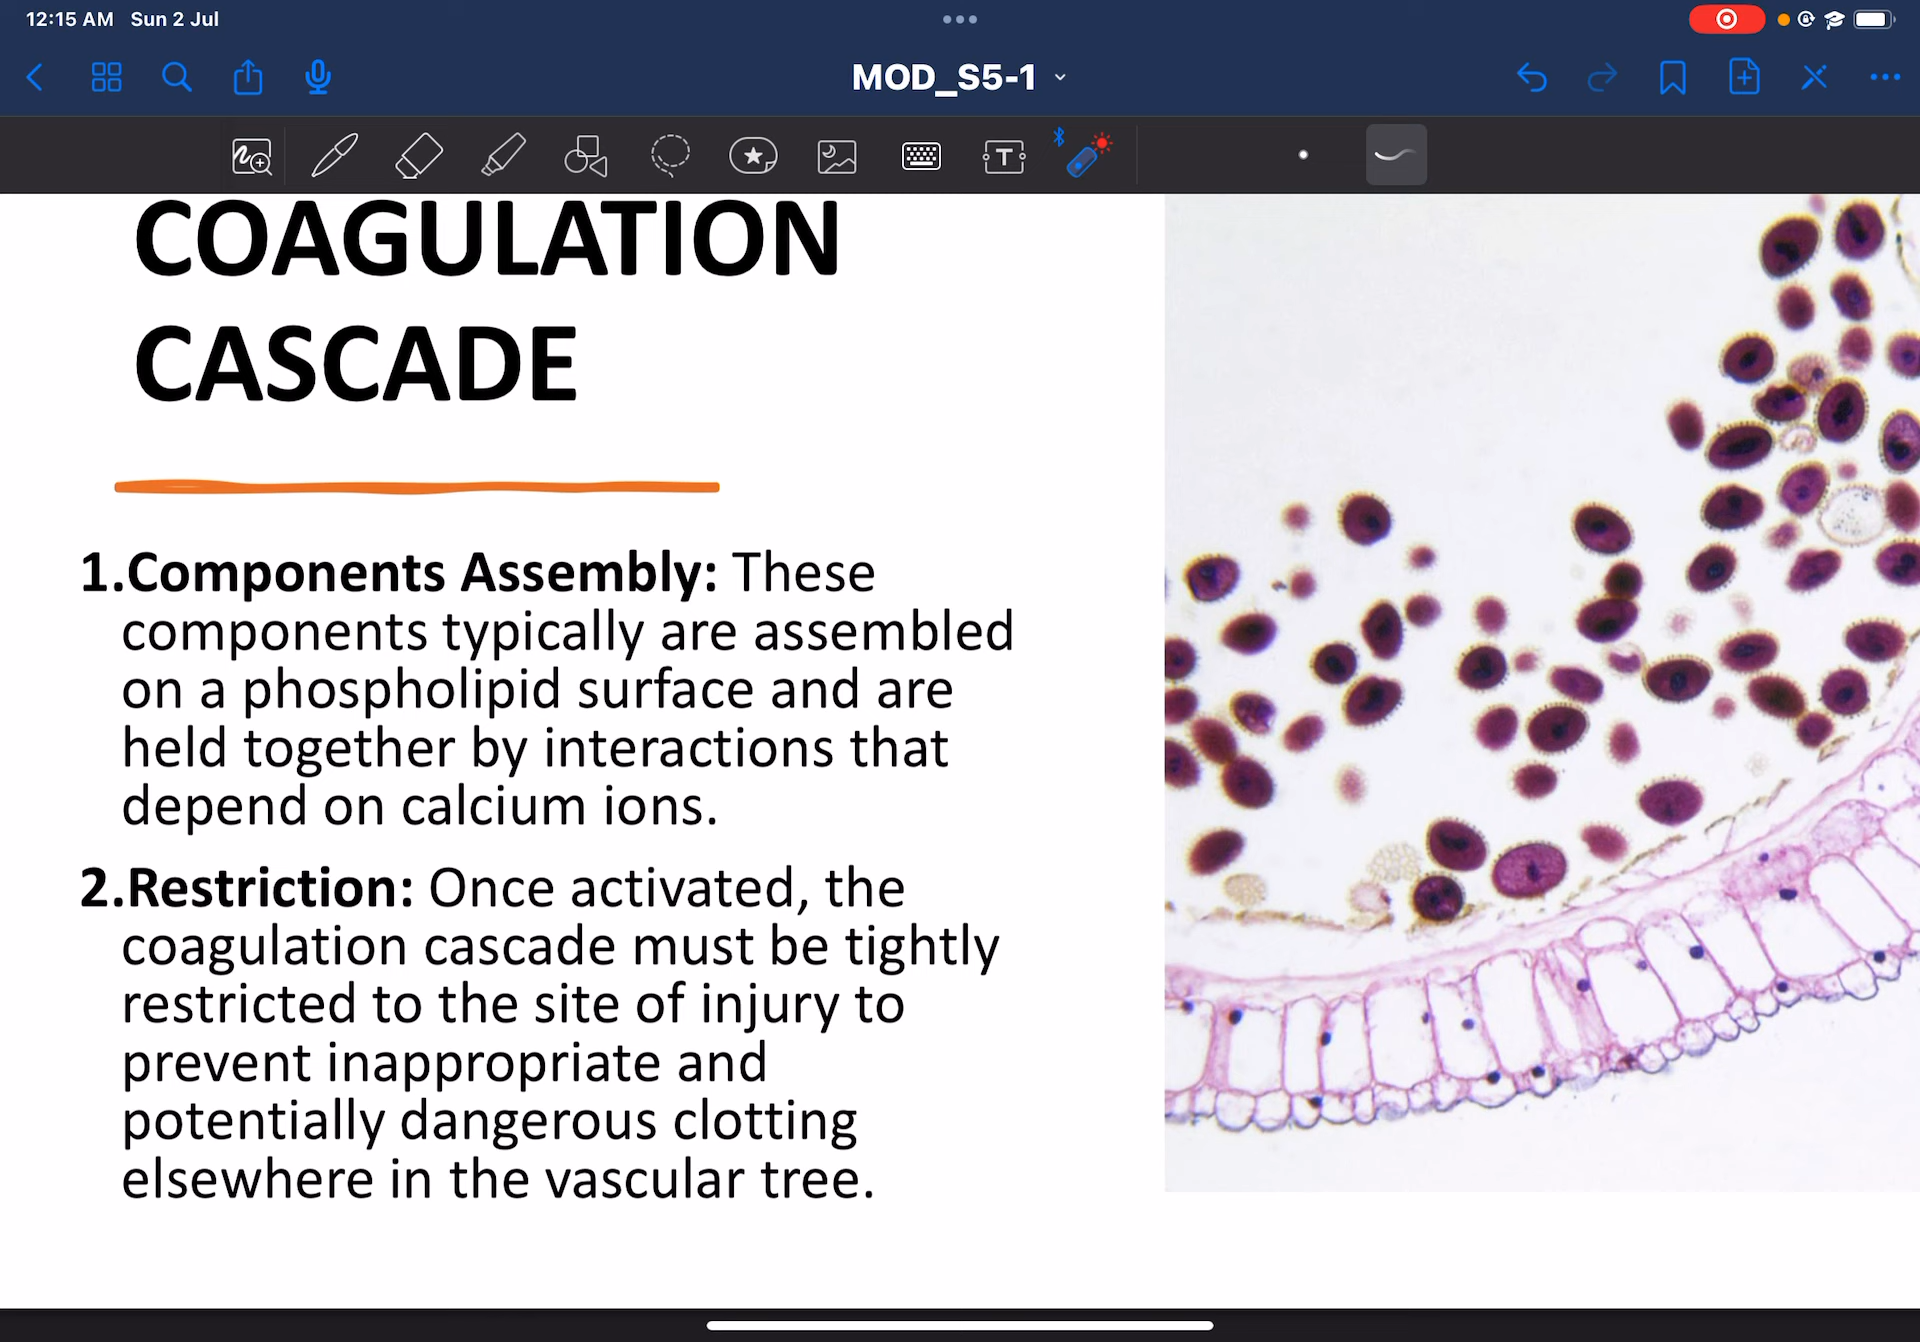 12:15 AM Sun 2 Jul
MOD_S5-1
T
COAGULATION
CASCADE
1.Components Assembly: These
components typically are assembled
on a phospholipid surface and are
held together by interactions that
depend on calcium ions.
2.Restriction: Once activated, the
coagulation cascade must be tightly
restricted to the site of injury to
prevent inappropriate and
potentially dangerous clotting
elsewhere in the vascular tree.